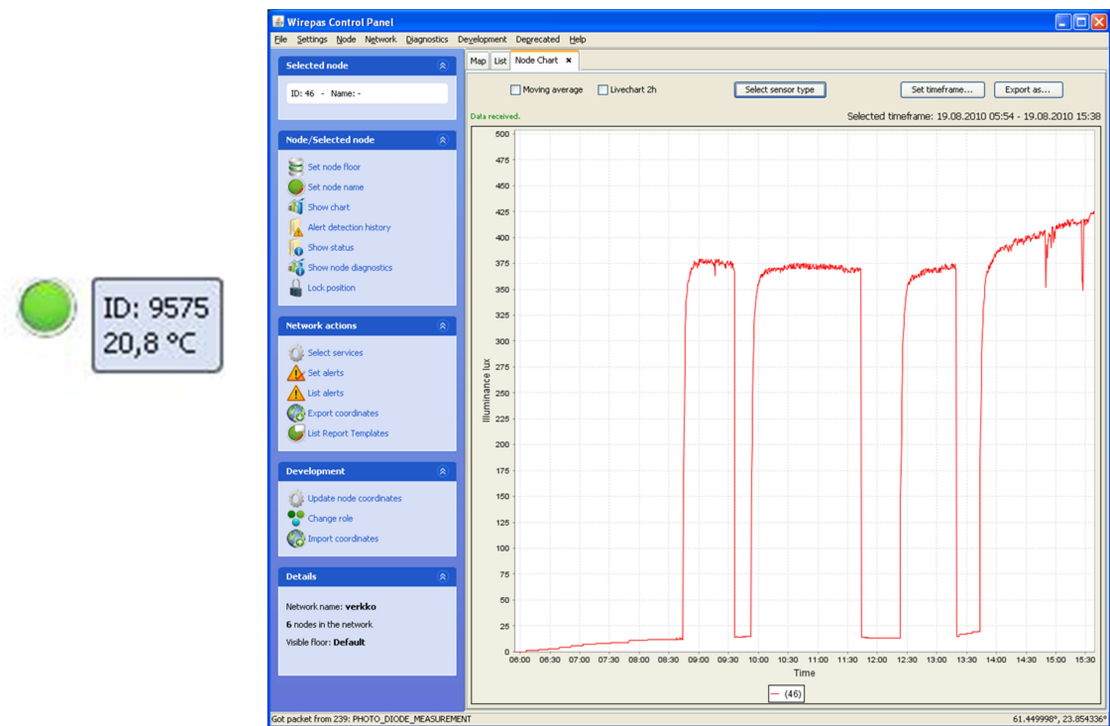 ID: 9575
20,8 °C
Wirepas Control Panel
File Settings Node Network Diagnostics Development Deprecated Help
Selected node
ID: 46 - Name: -
Node/Selected node
Set node floor
Set node name
Show chart
Alert detection history
Show status
Show node diagnostics
Lock position
Network actions
Select services
Set alerts
List alerts
Export coordinates
List Report Templates
Development
Update node coordinates
Change role
Import coordinates
Details
Network name: verkko
6 nodes in the network
Visible floor: Default
Map List Node Chart ×
Moving average Livechart 2h Select sensor type Set timeframe... Export as...
Data received. Selected timeframe: 19.08.2010 05:54 - 19.08.2010 15:38
500
475
450
425
400
375
350
325
300
275
250
225
200
175
150
125
100
75
50
25
0
Illuminance lux
06:00 06:30 07:00 07:30 08:00 08:30 09:00 09:30 10:00 10:30 11:00 11:30 12:00 12:30 13:00 13:30 14:00 14:30 15:00 15:30
Time
(46)
Got packet from 239: PHOTO_DIODE_MEASUREMENT 61.449998°, 23.854336°